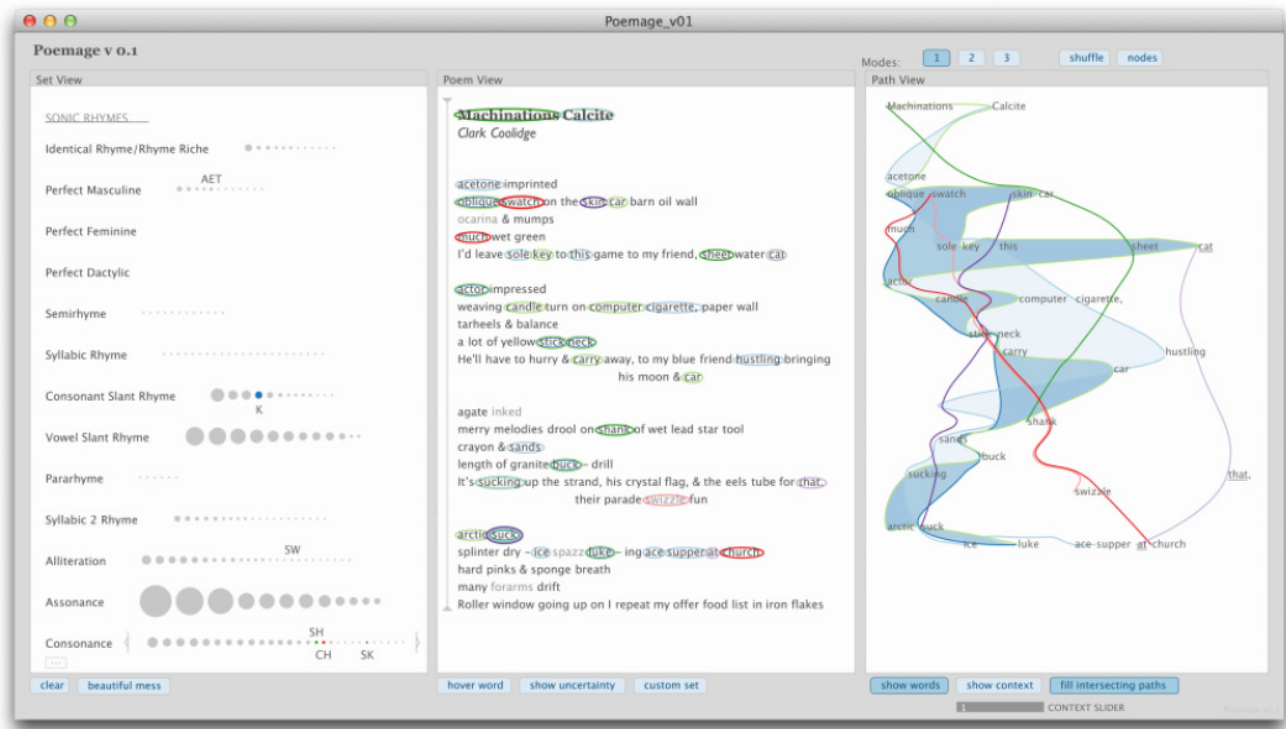 Poemage_v01
Poemage v 0.1
Modes: 1 2 3 shuffle nodes
Set View
SONIC RHYMES
Identical Rhyme/Rhyme Riche
AET
Perfect Masculine
Perfect Feminine
Perfect Dactylic
Semirhyme
Syllabic Rhyme
Consonant Slant Rhyme
K
Vowel Slant Rhyme
Pararhyme
Syllabic 2 Rhyme
SW
Alliteration
Assonance
SH
Consonance
CH SK
...
clear beautiful mess
Poem View
Machinations Calcite
Clark Coolidge
acetone imprinted
oblique swatch on the skin car barn oil wall
ocarina & mumps
much wet green
I'd leave sole key to this game to my friend, sheet water cat
actor impressed
weaving candle turn on computer cigarette, paper wall
tarheels & balance
a lot of yellow stick neck
He'll have to hurry & carry away, to my blue friend hustling bringing
his moon & car
agate inked
merry melodies drool on shank of wet lead star tool
crayon & sands
length of granite buck – drill
It's sucking up the strand, his crystal flag, & the eels tube for that,
their parade swizzle fun
arctic suck
splinter dry – ice spazz luke – ing ace supper at church
hard pinks & sponge breath
many forarms drift
Roller window going up on I repeat my offer food list in iron flakes
hover word show uncertainty custom set
Path View
Machinations Calcite
acetone
oblique swatch skin car
much
sole key this sheet cat
actor
candle computer cigarette,
stick neck
carry hustling
car
shank
sands
buck
sucking that,
swizzle
arctic suck
ice luke ace supper at church
show words show context fill intersecting paths
1 CONTEXT SLIDER
Poemage v0.1